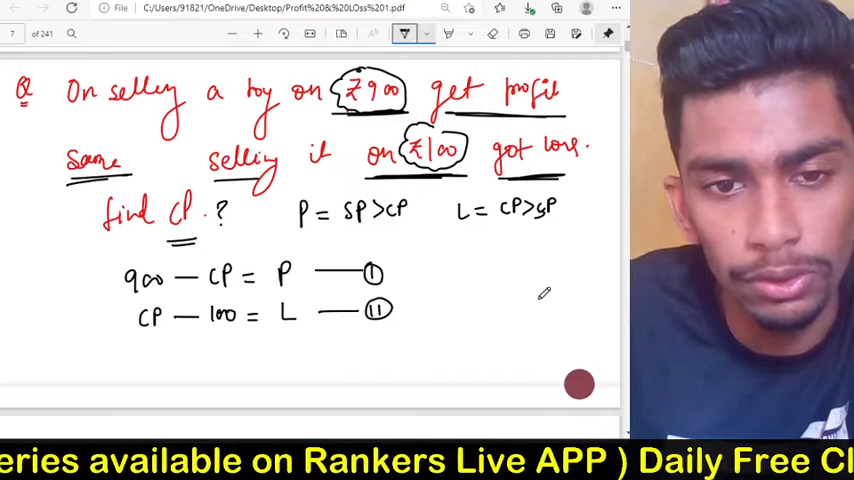 File
C:/Users/91821/OneDrive/Desktop/Profit%20&%20LOss%201.pdf
7 of 241
Q On selling a toy on ₹900 get profit
same selling it on ₹100 got loss.
find CP. ?
P = SP>CP L = CP>SP
900 — CP = P — I
CP — 100 = L — II
eries available on Rankers Live APP ) Daily Free Cl